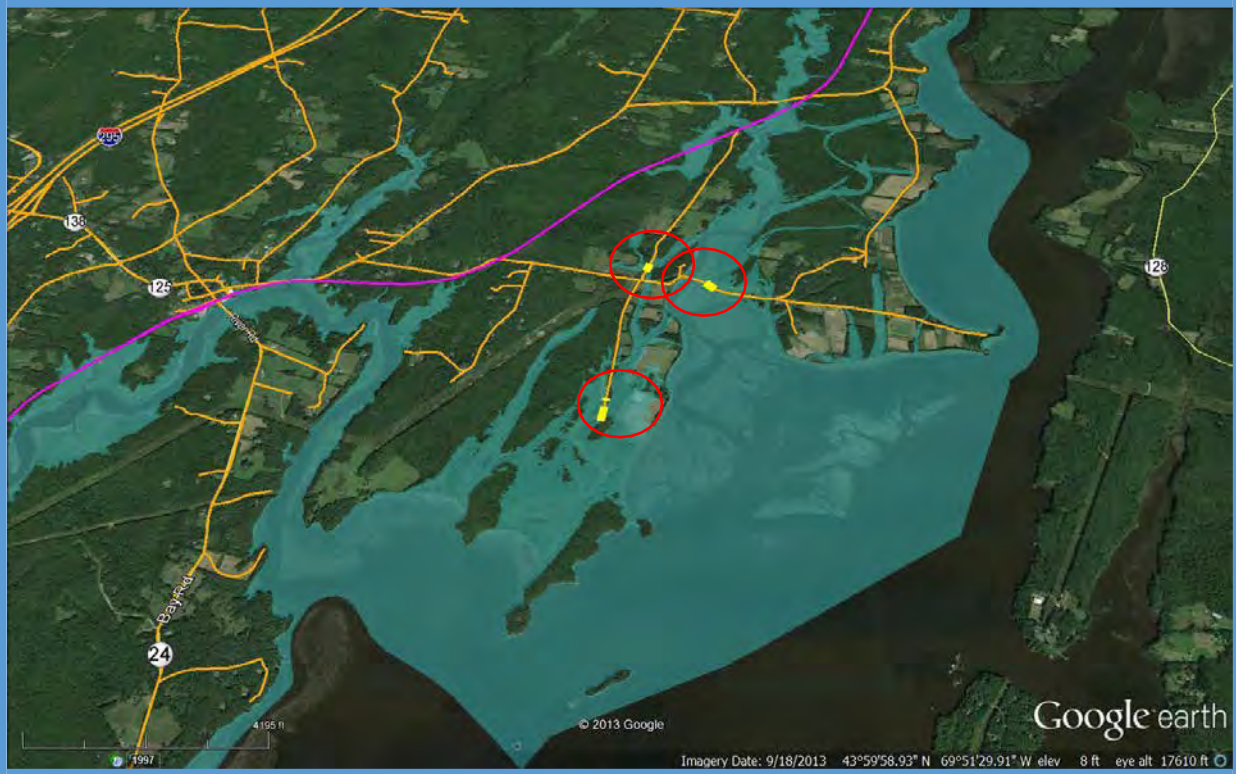 295
138
125
128
Bay Rd
24
4195 ft
© 2013 Google
Google earth
1997
Imagery Date: 9/18/2013 43°59'58.93" N 69°51'29.91" W elev 8 ft eye alt 17610 ft